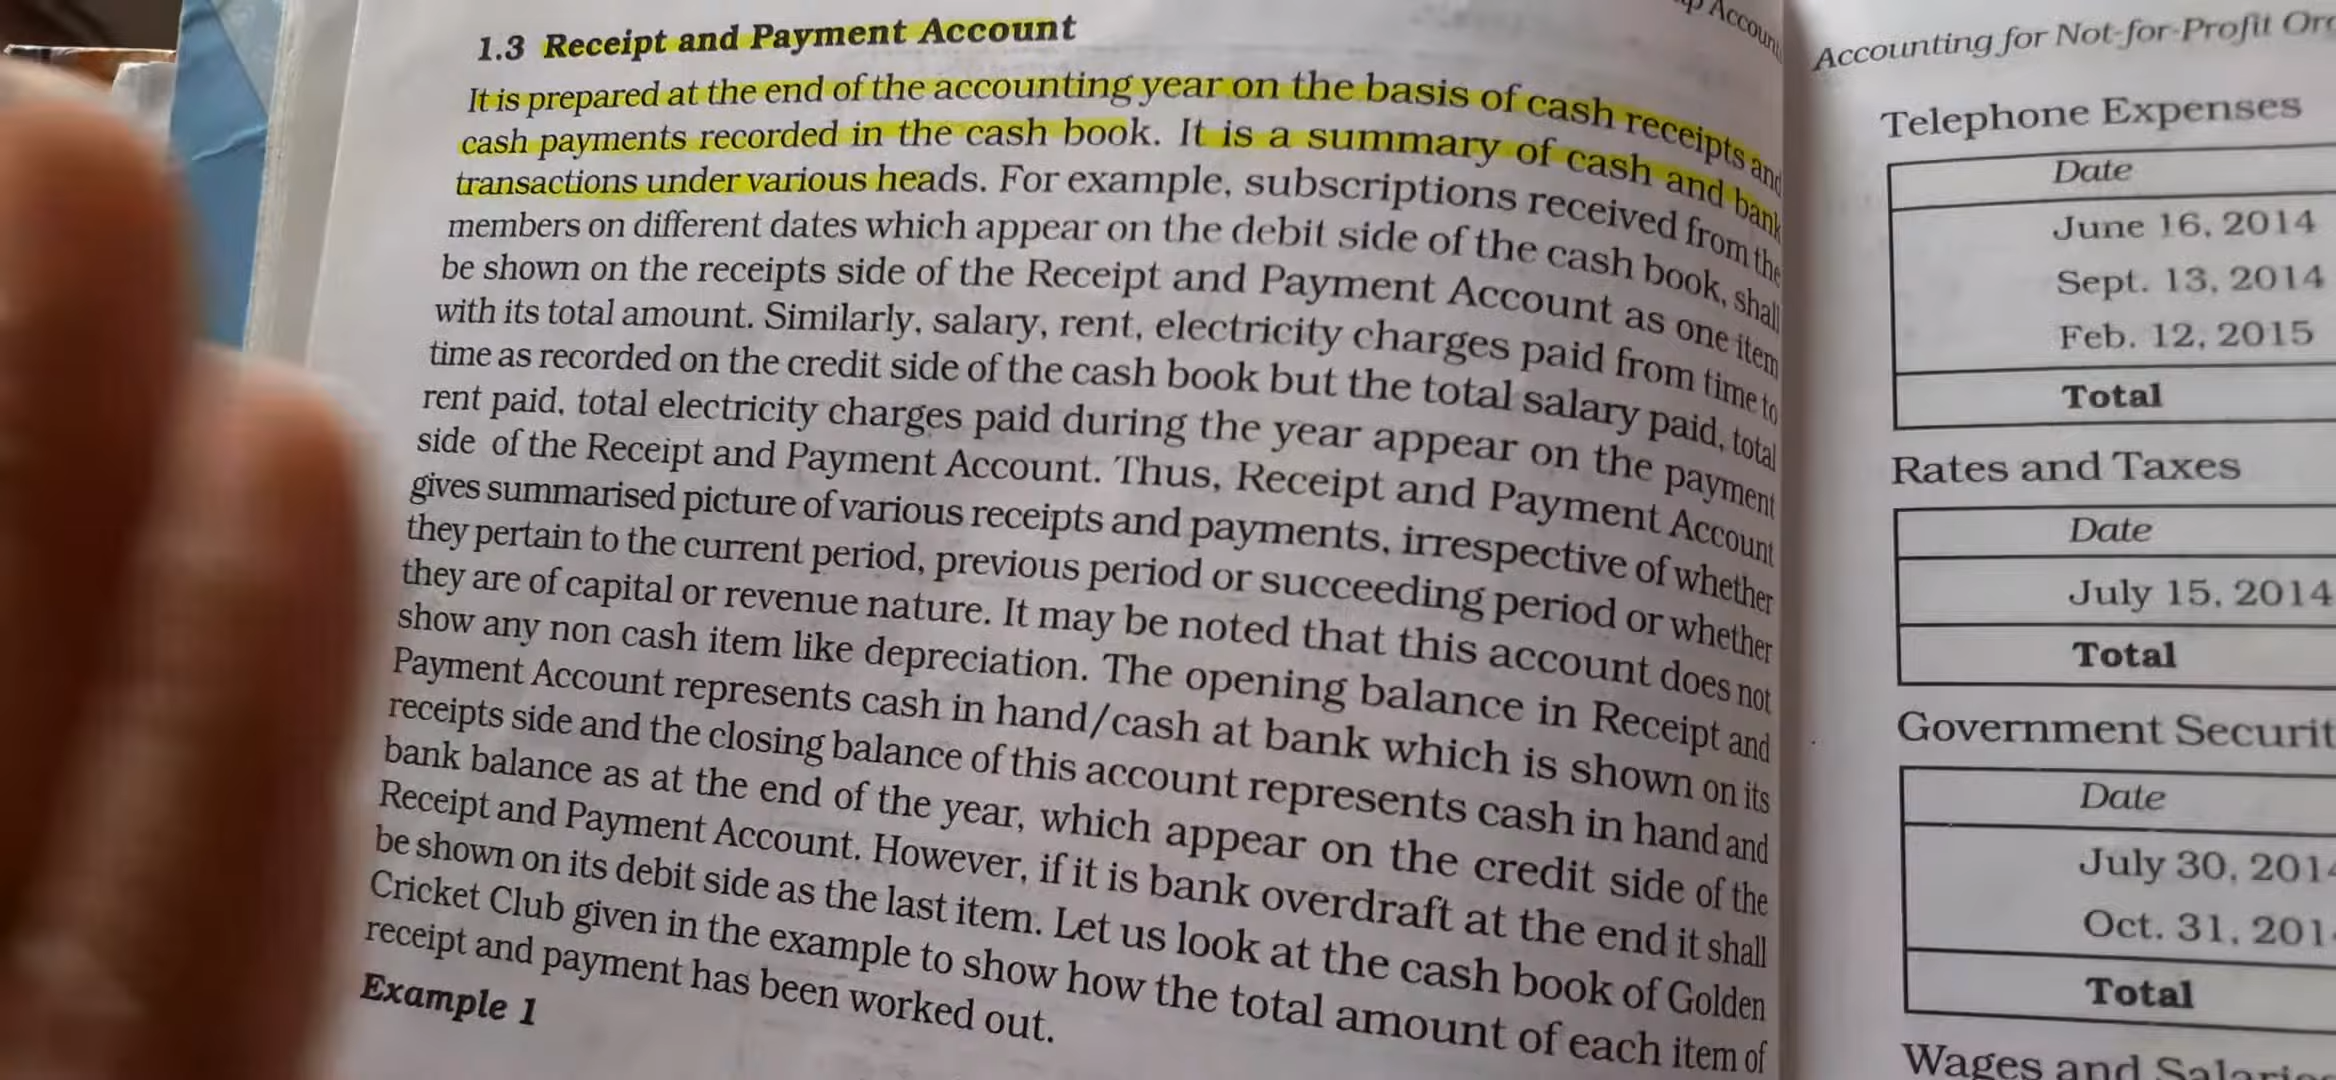 1.3 Receipt and Payment Account
It is prepared at the end of the accounting year on the basis of cash receipts and
cash payments recorded in the cash book. It is a summary of cash and bank
transactions under various heads. For example, subscriptions received from the
members on different dates which appear on the debit side of the cash book, shall
be shown on the receipts side of the Receipt and Payment Account as one item
with its total amount. Similarly, salary, rent, electricity charges paid from time to
time as recorded on the credit side of the cash book but the total salary paid, total
rent paid, total electricity charges paid during the year appear on the payment
side of the Receipt and Payment Account. Thus, Receipt and Payment Account
gives summarised picture of various receipts and payments, irrespective of whether
they pertain to the current period, previous period or succeeding period or whether
they are of capital or revenue nature. It may be noted that this account does not
show any non cash item like depreciation. The opening balance in Receipt and
Payment Account represents cash in hand/cash at bank which is shown on its
receipts side and the closing balance of this account represents cash in hand and
bank balance as at the end of the year, which appear on the credit side of the
Receipt and Payment Account. However, if it is bank overdraft at the end it shall
be shown on its debit side as the last item. Let us look at the cash book of Golden
Cricket Club given in the example to show how the total amount of each item of
receipt and payment has been worked out.
Example 1
Accounting for Not-for-Profit
Telephone Expenses
Date
June 16, 2014
Sept. 13, 2014
Feb. 12, 2015
Total
Rates and Taxes
Date
July 15, 2014
Total
Government
Date
July 30,
Oct. 31,
Total
Wages and